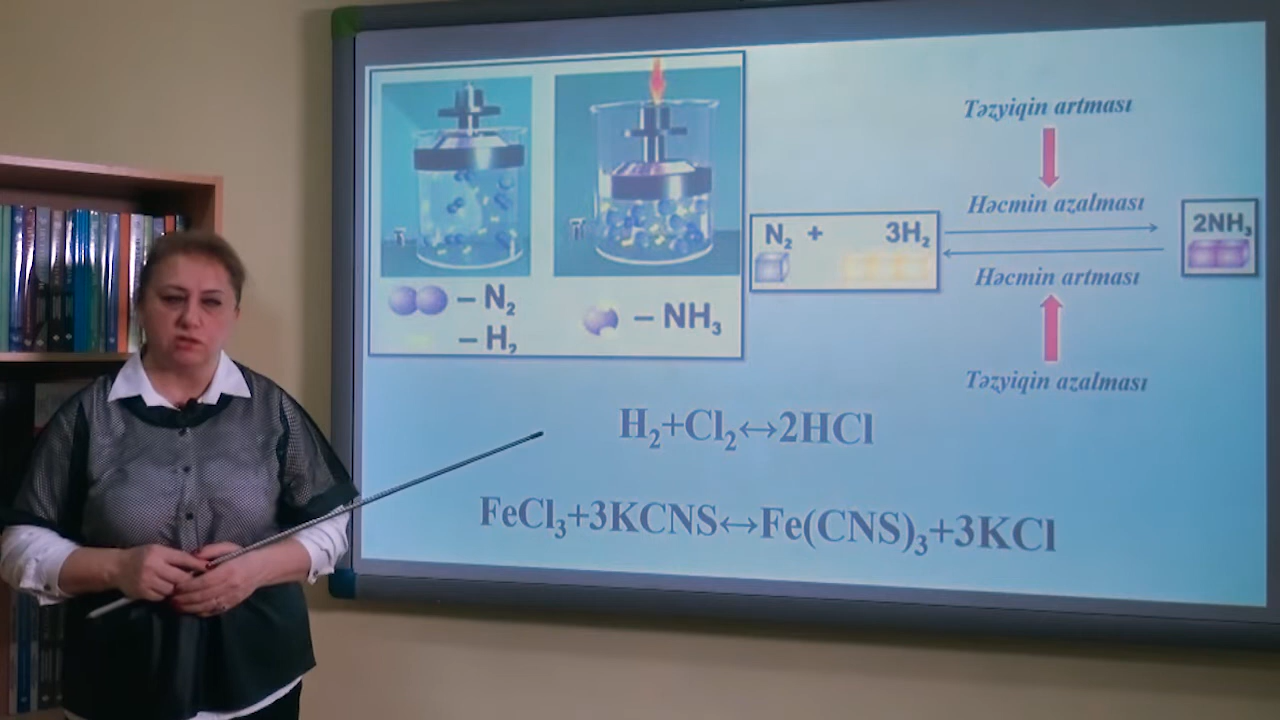 – N₂
– H₂
– NH₃
Təzyiqin artması
Həcmin azalması
N₂ + 3H₂
2NH₃
Həcmin artması
Təzyiqin azalması
H₂+Cl₂↔2HCl
FeCl₃+3KCNS↔Fe(CNS)₃+3KCl